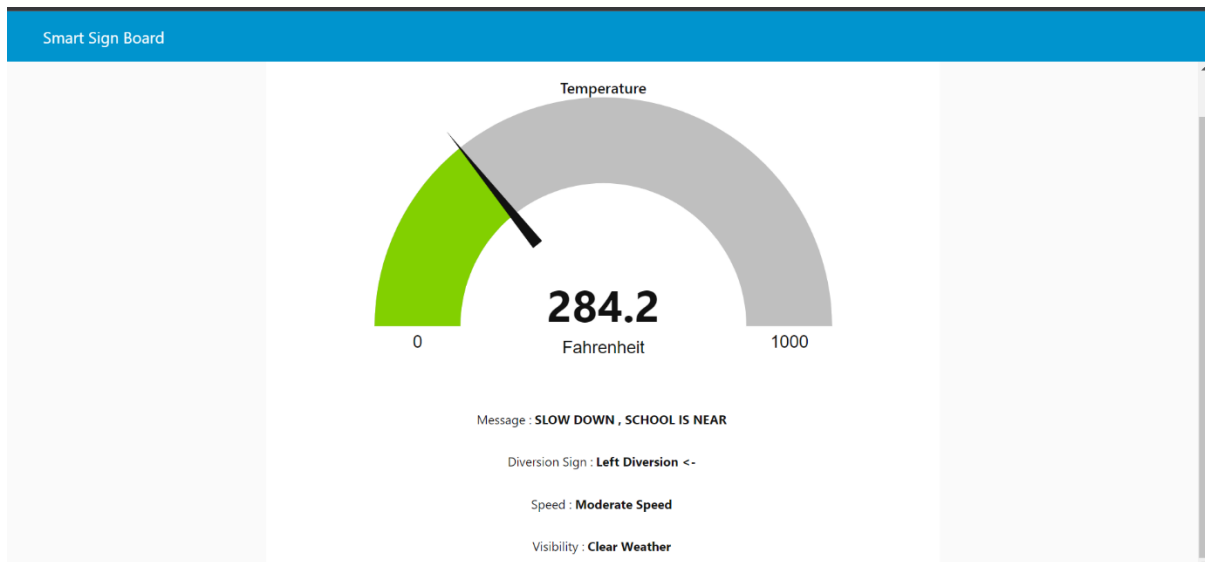 Smart Sign Board
Temperature
284.2
0
Fahrenheit
1000
Message : SLOW DOWN , SCHOOL IS NEAR
Diversion Sign : Left Diversion <-
Speed : Moderate Speed
Visibility : Clear Weather